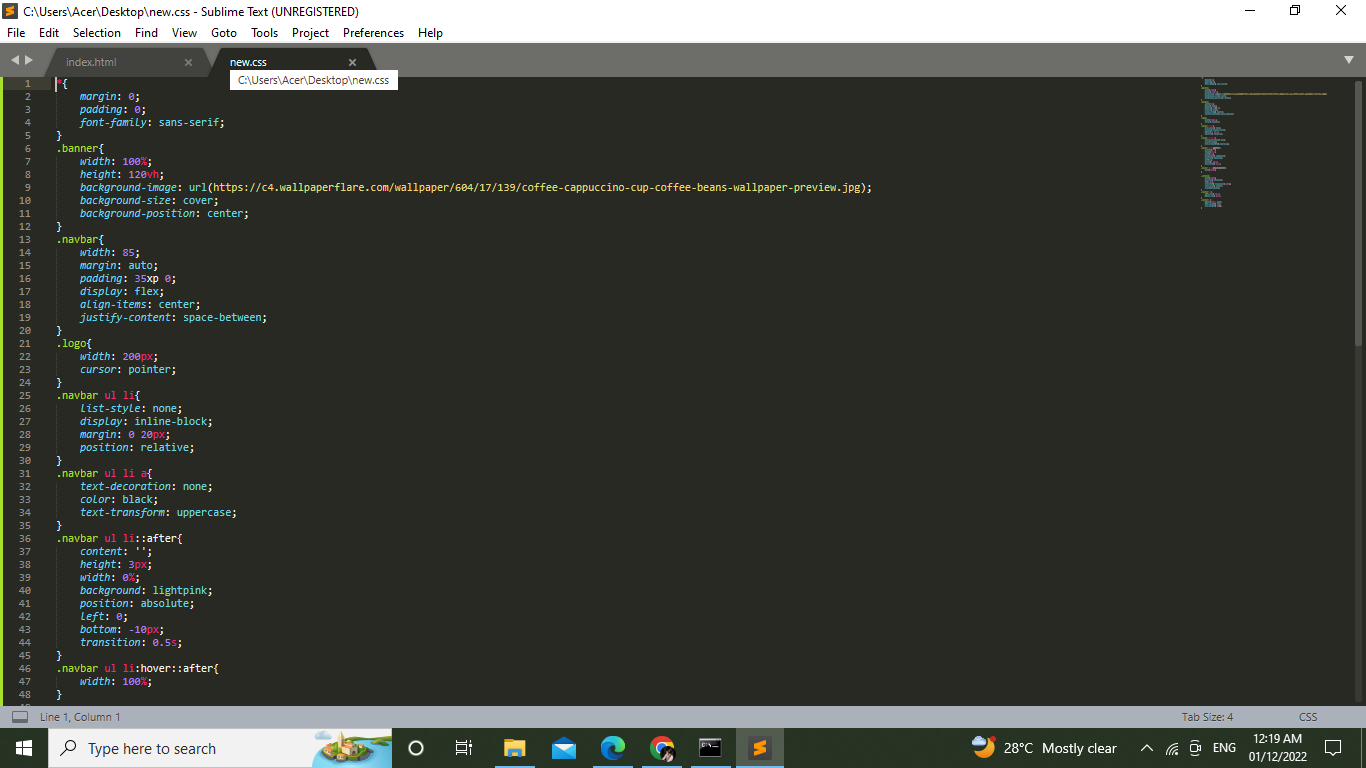 C:\Users\Acer\Desktop\new.css - Sublime Text (UNREGISTERED)
File Edit Selection Find View Goto Tools Project Preferences Help
index.html new.css
C:\Users\Acer\Desktop\new.css
1 *{
2 margin: 0;
3 padding: 0;
4 font-family: sans-serif;
5 }
6 .banner{
7 width: 100%;
8 height: 120vh;
9 background-image: url(https://c4.wallpaperflare.com/wallpaper/604/17/139/coffee-cappuccino-cup-coffee-beans-wallpaper-preview.jpg);
10 background-size: cover;
11 background-position: center;
12 }
13 .navbar{
14 width: 85;
15 margin: auto;
16 padding: 35xp 0;
17 display: flex;
18 align-items: center;
19 justify-content: space-between;
20 }
21 .logo{
22 width: 200px;
23 cursor: pointer;
24 }
25 .navbar ul li{
26 list-style: none;
27 display: inline-block;
28 margin: 0 20px;
29 position: relative;
30 }
31 .navbar ul li a{
32 text-decoration: none;
33 color: black;
34 text-transform: uppercase;
35 }
36 .navbar ul li::after{
37 content: '';
38 height: 3px;
39 width: 0%;
40 background: lightpink;
41 position: absolute;
42 left: 0;
43 bottom: -10px;
44 transition: 0.5s;
45 }
46 .navbar ul li:hover::after{
47 width: 100%;
48 }
Line 1, Column 1 Tab Size: 4 CSS
Type here to search 28°C Mostly clear ENG 12:19 AM
01/12/2022